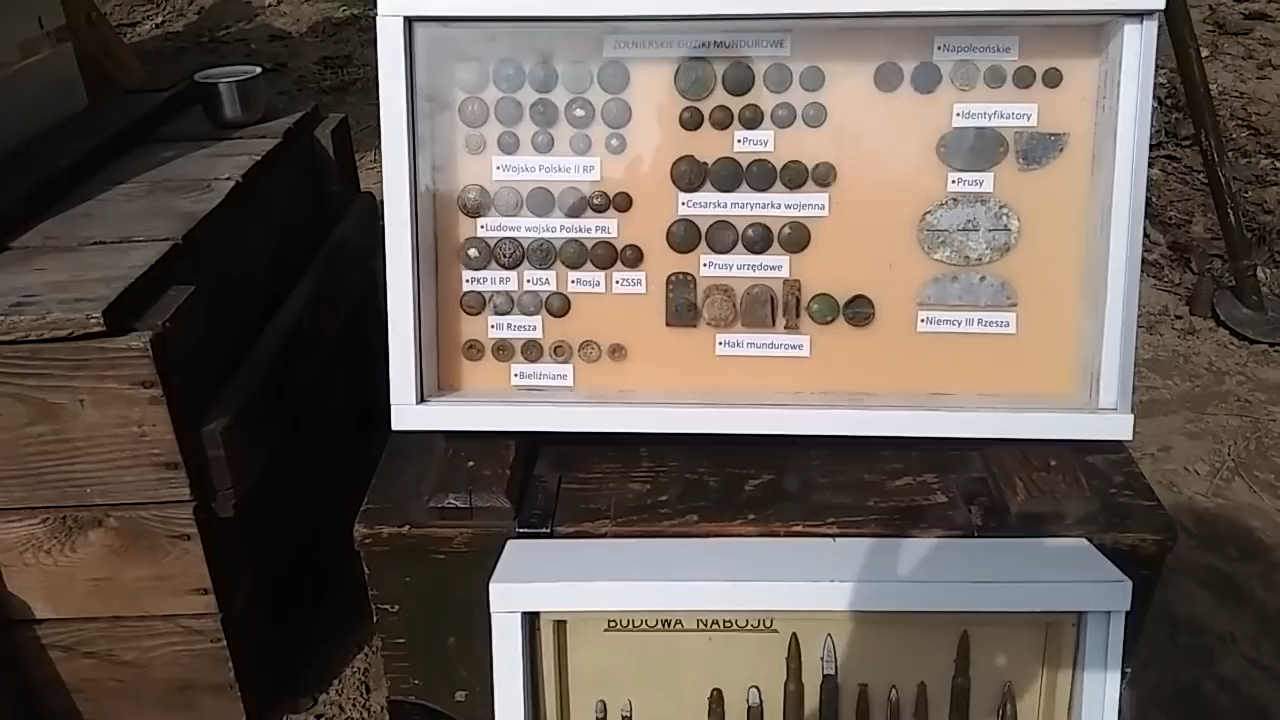 ŻOŁNIERSKIE GUZIKI MUNDUROWE
•Napoleońskie
•Identyfikatory
•Prusy
•Wojsko Polskie II RP
•Prusy
•Cesarska marynarka wojenna
•Ludowe wojsko Polskie PRL
•Prusy urzędowe
•PKP II RP
•USA
•Rosja
•ZSSR
•III Rzesza
•Niemcy III Rzesza
•Haki mundurowe
•Bieliźniane
BUDOWA NABOJU